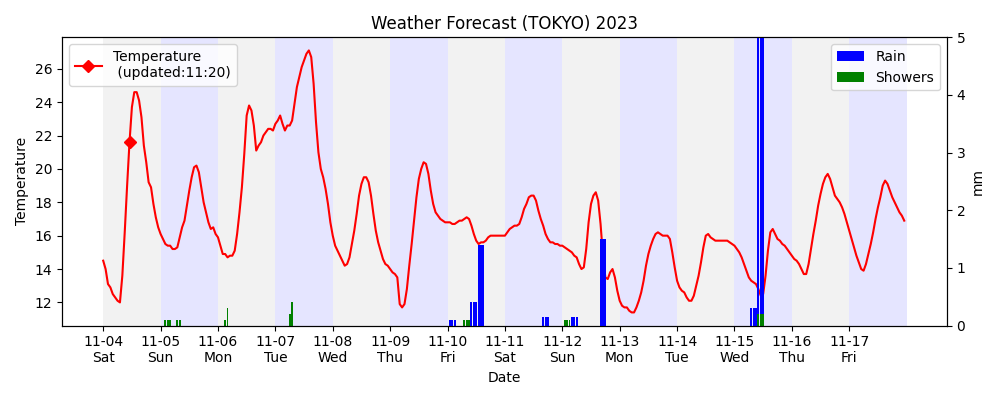 Weather Forecast (TOKYO) 2023
Temperature
(updated:11:20)
Rain
Showers
Temperature
26
24
22
20
18
16
14
12
5
4
3
2
1
0
mm
11-04 11-05 11-06 11-07 11-08 11-09 11-10 11-11 11-12 11-13 11-14 11-15 11-16 11-17
Sat Sun Mon Tue Wed Thu Fri Sat Sun Mon Tue Wed Thu Fri
Date